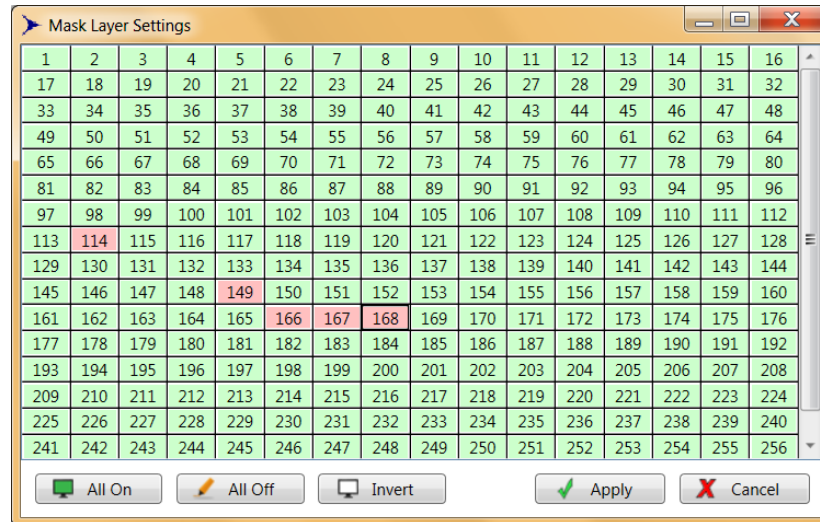 Mask Layer Settings
1 2 3 4 5 6 7 8 9 10 11 12 13 14 15 16
17 18 19 20 21 22 23 24 25 26 27 28 29 30 31 32
33 34 35 36 37 38 39 40 41 42 43 44 45 46 47 48
49 50 51 52 53 54 55 56 57 58 59 60 61 62 63 64
65 66 67 68 69 70 71 72 73 74 75 76 77 78 79 80
81 82 83 84 85 86 87 88 89 90 91 92 93 94 95 96
97 98 99 100 101 102 103 104 105 106 107 108 109 110 111 112
113 114 115 116 117 118 119 120 121 122 123 124 125 126 127 128
129 130 131 132 133 134 135 136 137 138 139 140 141 142 143 144
145 146 147 148 149 150 151 152 153 154 155 156 157 158 159 160
161 162 163 164 165 166 167 168 169 170 171 172 173 174 175 176
177 178 179 180 181 182 183 184 185 186 187 188 189 190 191 192
193 194 195 196 197 198 199 200 201 202 203 204 205 206 207 208
209 210 211 212 213 214 215 216 217 218 219 220 221 222 223 224
225 226 227 228 229 230 231 232 233 234 235 236 237 238 239 240
241 242 243 244 245 246 247 248 249 250 251 252 253 254 255 256
All On All Off Invert Apply Cancel